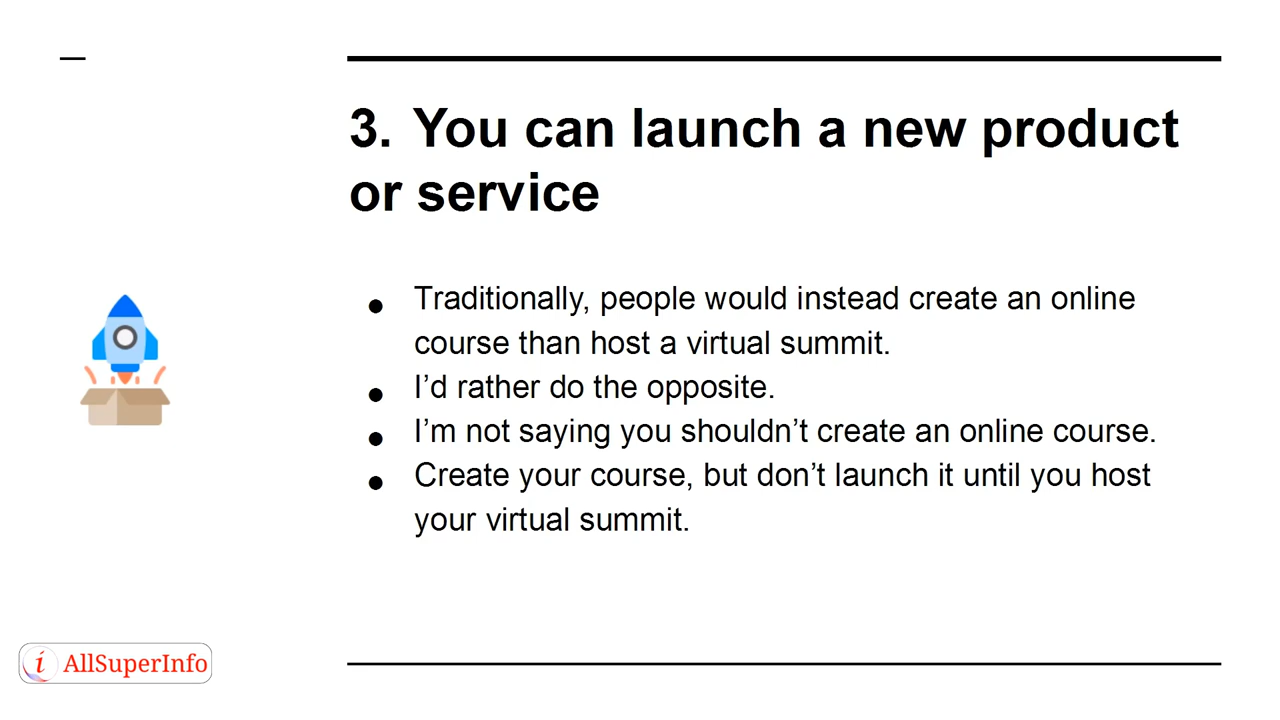 3. You can launch a new product
or service
● Traditionally, people would instead create an online
course than host a virtual summit.
● I’d rather do the opposite.
● I’m not saying you shouldn’t create an online course.
● Create your course, but don’t launch it until you host
your virtual summit.
i AllSuperInfo